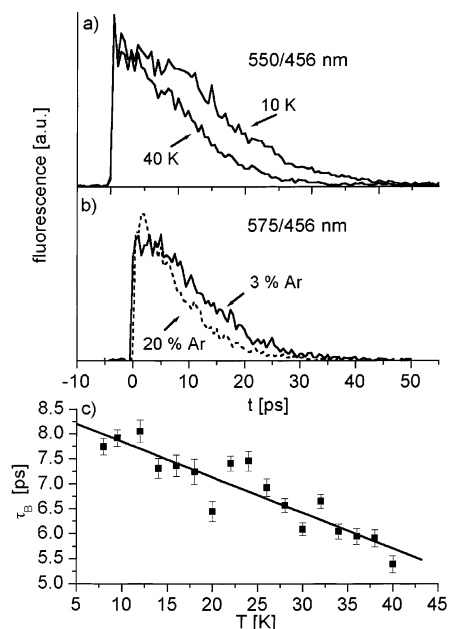 a)
550/456 nm
10 K
40 K
fluorescence [a.u.]
b)
575/456 nm
3 % Ar
20 % Ar
-10 0 10 20 30 40 50
t [ps]
c)
8.5
8.0
7.5
7.0
6.5
6.0
5.5
5.0
τB [ps]
5 10 15 20 25 30 35 40 45
T [K]